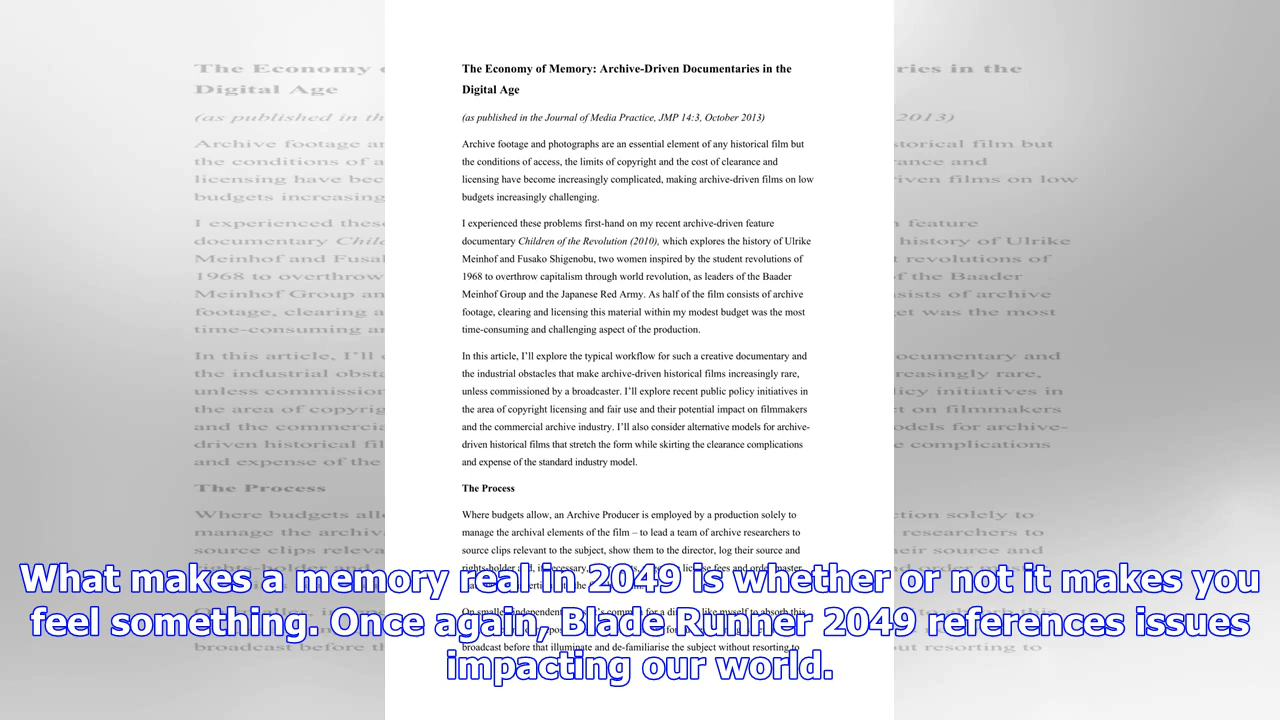 The Economy of Memory: Archive-Driven Documentaries in the
Digital Age
(as published in the Journal of Media Practice, JMP 14:3, October 2013)
Archive footage and photographs are an essential element of any historical film but
the conditions of access, the limits of copyright and the cost of clearance and
licensing have become increasingly complicated, making archive-driven films on low
budgets increasingly challenging.
I experienced these problems first-hand on my recent archive-driven feature
documentary Children of the Revolution (2010), which explores the history of Ulrike
Meinhof and Fusako Shigenobu, two women inspired by the student revolutions of
1968 to overthrow capitalism through world revolution, as leaders of the Baader
Meinhof Group and the Japanese Red Army. As half of the film consists of archive
footage, clearing and licensing this material within my modest budget was the most
time-consuming and challenging aspect of the production.
In this article, I'll explore the typical workflow for such a creative documentary and
the industrial obstacles that make archive-driven historical films increasingly rare,
unless commissioned by a broadcaster. I'll explore recent public policy initiatives in
the area of copyright licensing and fair use and their potential impact on filmmakers
and the commercial archive industry. I'll also consider alternative models for archive-
driven historical films that stretch the form while skirting the clearance complications
and expense of the standard industry model.
The Process
Where budgets allow, an Archive Producer is employed by a production solely to
manage the archival elements of the film – to lead a team of archive researchers to
source clips relevant to the subject, show them to the director, log their source and
What makes a memory real in 2049 is whether or not it makes you
feel something. Once again, Blade Runner 2049 references issues
impacting our world.
broadcast before that illuminate and de-familiarise the subject without resorting to